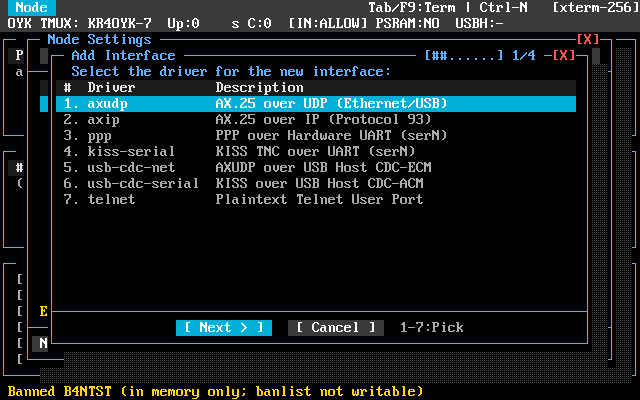 Node Tab/F9:Term | Ctrl-N [xterm-256]
OYK TMUX: KR4OYK-7 Up:0 s C:0 [IN:ALLOW] PSRAM:NO USBH:-
Node Settings [X]
P Add Interface [##......] 1/4 [X]
a Select the driver for the new interface:
# Driver Description
1. axudp AX.25 over UDP (Ethernet/USB)
2. axip AX.25 over IP (Protocol 93)
3. ppp PPP over Hardware UART (serN)
4. kiss-serial KISS TNC over UART (serN)
# 5. usb-cdc-net AXUDP over USB Host CDC-ECM
( 6. usb-cdc-serial KISS over USB Host CDC-ACM
7. telnet Plaintext Telnet User Port
[
[
[ E
[ [ Next > ] [ Cancel ] 1-7:Pick
[ N
[
Banned B4NTST (in memory only; banlist not writable)